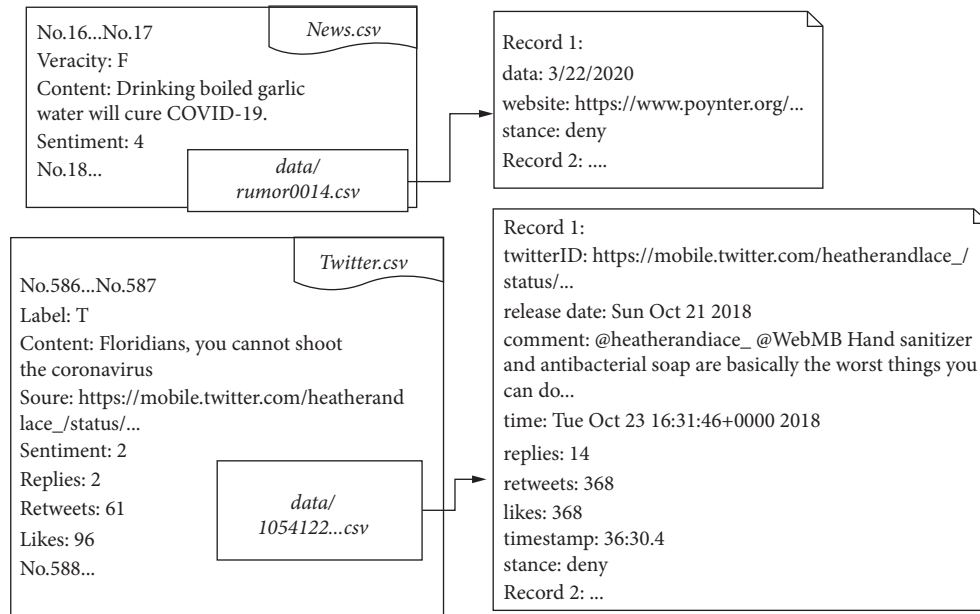 No.16...No.17
News.csv
Veracity: F
Content: Drinking boiled garlic
water will cure COVID-19.
Sentiment: 4
No.18...
data/
rumor0014.csv
Record 1:
data: 3/22/2020
website: https://www.poynter.org/...
stance: deny
Record 2: ....
Twitter.csv
No.586...No.587
Label: T
Content: Floridians, you cannot shoot
the coronavirus
Soure: https://mobile.twitter.com/heatherand
lace_/status/...
Sentiment: 2
Replies: 2
Retweets: 61
Likes: 96
No.588...
data/
1054122...csv
Record 1:
twitterID: https://mobile.twitter.com/heatherandlace_/
status/...
release date: Sun Oct 21 2018
comment: @heatherandiace_ @WebMB Hand sanitizer
and antibacterial soap are basically the worst things you
can do...
time: Tue Oct 23 16:31:46+0000 2018
replies: 14
retweets: 368
likes: 368
timestamp: 36:30.4
stance: deny
Record 2: ...